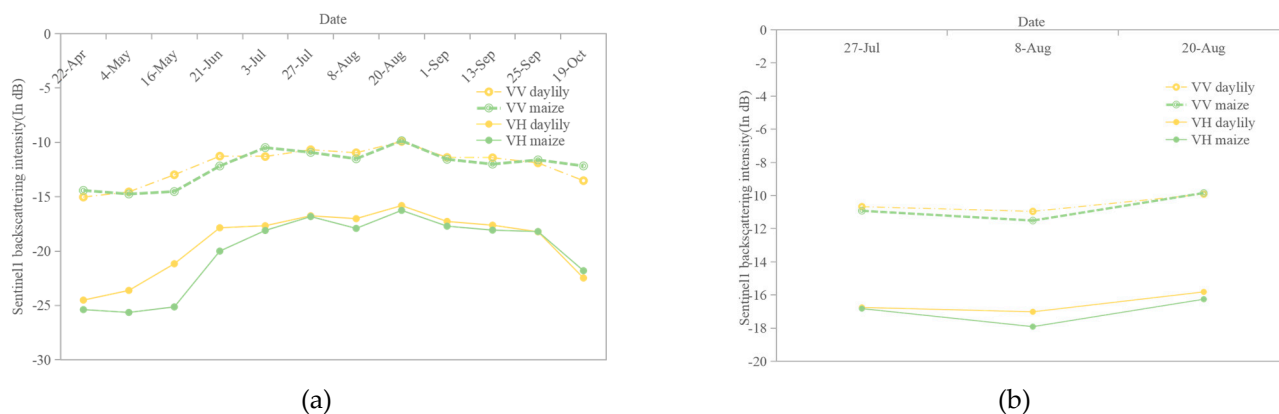 Date
0
22-Apr
4-May
16-May
21-Jun
3-Jul
27-Jul
8-Aug
20-Aug
1-Sep
13-Sep
25-Sep
19-Oct
-5
-10
-15
-20
-25
-30
Sentinel1 backscattering intensity(In dB)
VV daylily
VV maize
VH daylily
VH maize
(a)
Date
0
27-Jul
8-Aug
20-Aug
-2
-4
-6
-8
-10
-12
-14
-16
-18
-20
Sentinel1 backscattering intensity(In dB)
VV daylily
VV maize
VH daylily
VH maize
(b)